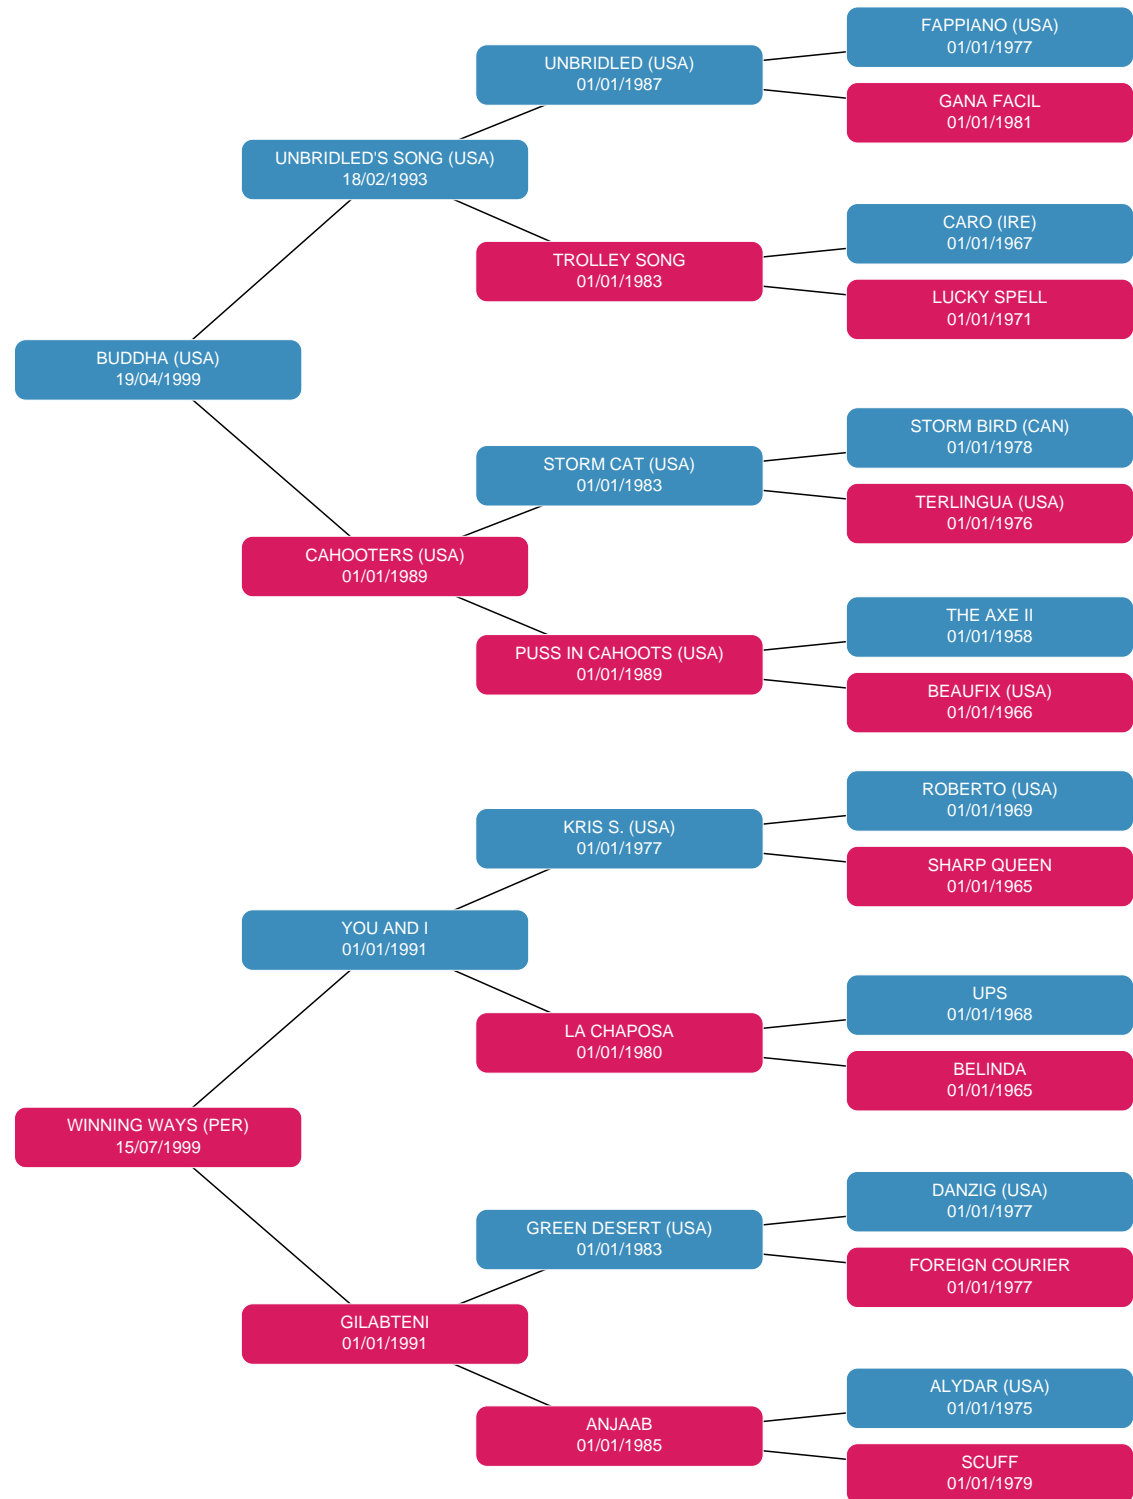 FAPPIANO (USA)
01/01/1977
UNBRIDLED (USA)
01/01/1987
GANA FACIL
01/01/1981
UNBRIDLED'S SONG (USA)
18/02/1993
CARO (IRE)
01/01/1967
TROLLEY SONG
01/01/1983
LUCKY SPELL
01/01/1971
BUDDHA (USA)
19/04/1999
STORM BIRD (CAN)
01/01/1978
STORM CAT (USA)
01/01/1983
TERLINGUA (USA)
01/01/1976
CAHOOTERS (USA)
01/01/1989
THE AXE II
01/01/1958
PUSS IN CAHOOTS (USA)
01/01/1989
BEAUFIX (USA)
01/01/1966
ROBERTO (USA)
01/01/1969
KRIS S. (USA)
01/01/1977
SHARP QUEEN
01/01/1965
YOU AND I
01/01/1991
UPS
01/01/1968
LA CHAPOSA
01/01/1980
BELINDA
01/01/1965
WINNING WAYS (PER)
15/07/1999
DANZIG (USA)
01/01/1977
GREEN DESERT (USA)
01/01/1983
FOREIGN COURIER
01/01/1977
GILABTENI
01/01/1991
ALYDAR (USA)
01/01/1975
ANJAAB
01/01/1985
SCUFF
01/01/1979